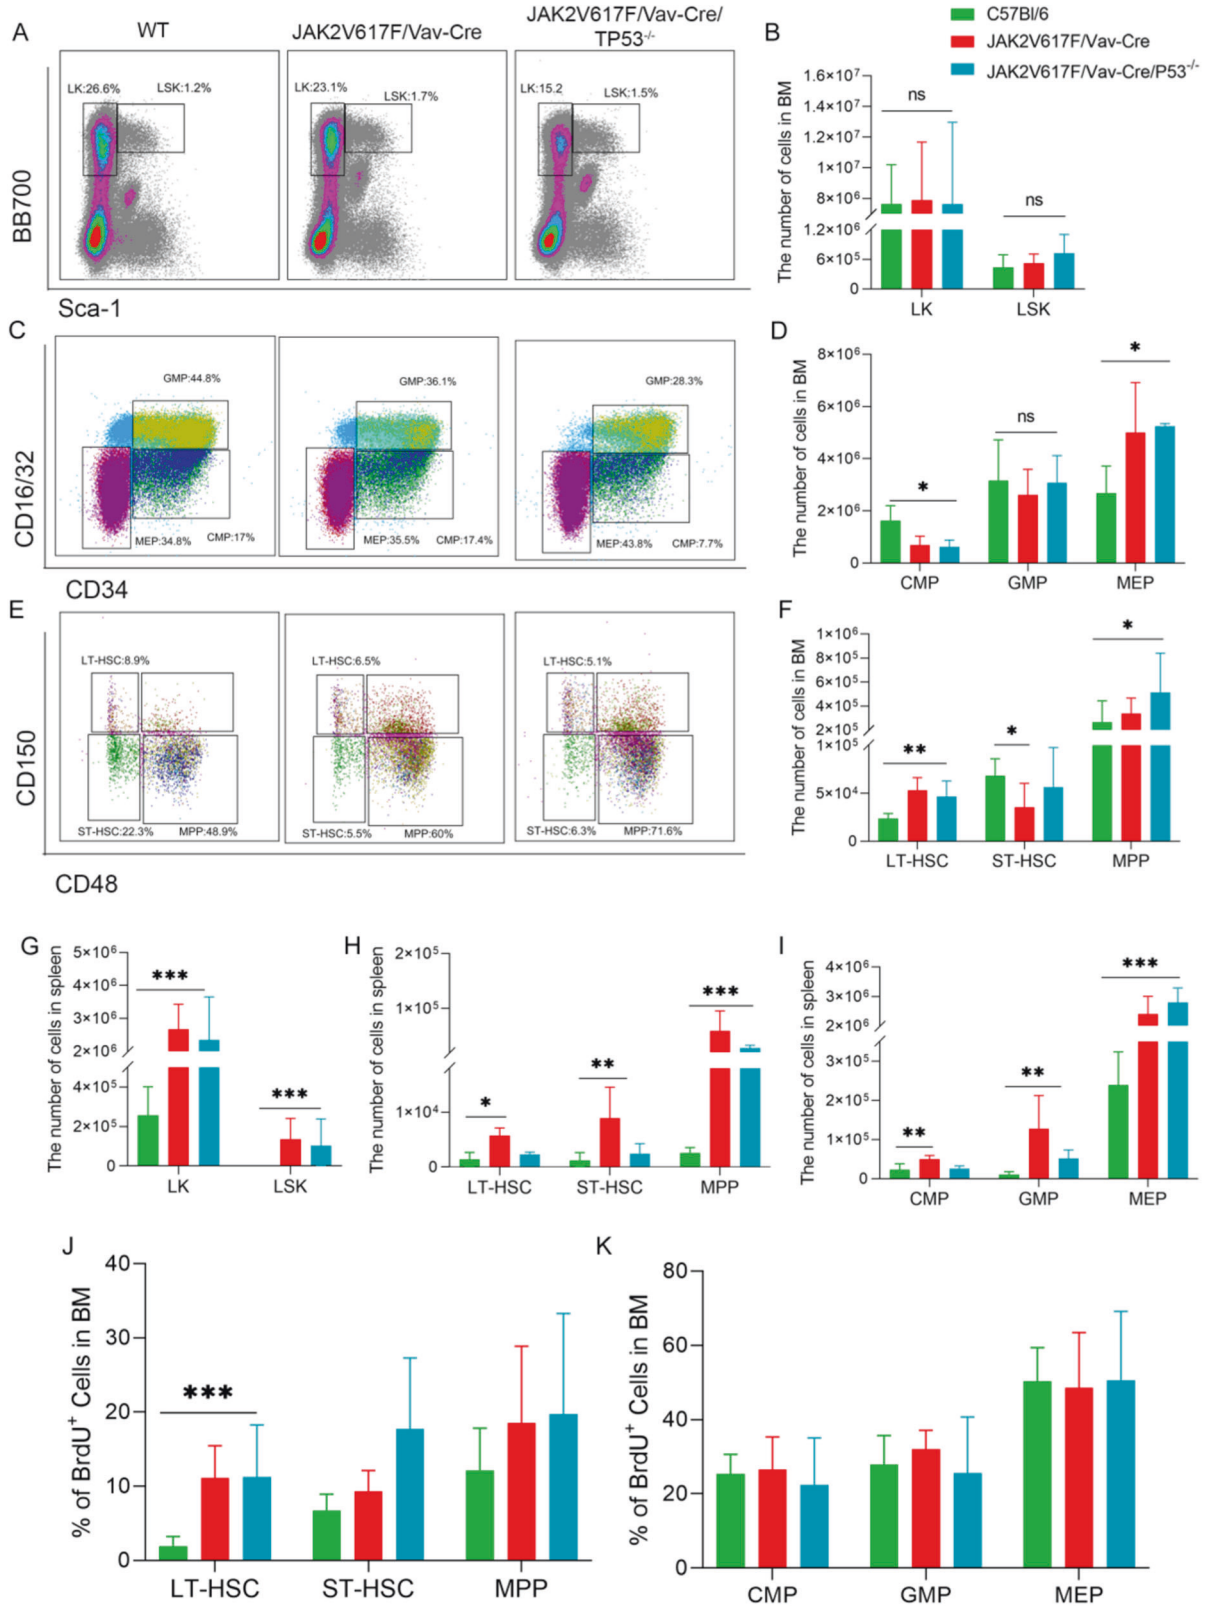 A
WT
JAK2V617F/Vav-Cre
JAK2V617F/Vav-Cre/
TP53-/-
LK:26.6%
LSK:1.2%
LK:23.1%
LSK:1.7%
LK:15.2
LSK:1.5%
BB700
Sca-1
B
C57Bl/6
JAK2V617F/Vav-Cre
JAK2V617F/Vav-Cre/P53-/-
The number of cells in BM
1.6×10⁷
1.4×10⁷
1.2×10⁷
1×10⁷
8×10⁶
1.2×10⁶
6×10⁵
0
ns
ns
LK
LSK
C
GMP:44.8%
MEP:34.8%
CMP:17%
GMP:36.1%
MEP:35.5%
CMP:17.4%
GMP:28.3%
MEP:43.8%
CMP:7.7%
CD16/32
CD34
D
The number of cells in BM
8×10⁶
6×10⁶
4×10⁶
2×10⁶
0
*
ns
*
CMP
GMP
MEP
E
LT-HSC:8.9%
ST-HSC:22.3%
MPP:48.9%
LT-HSC:6.5%
ST-HSC:5.5%
MPP:60%
LT-HSC:5.1%
ST-HSC:6.3%
MPP:71.6%
CD150
CD48
F
The number of cells in BM
1×10⁶
8×10⁵
6×10⁵
4×10⁵
2×10⁵
1×10⁵
5×10⁴
0
**
*
*
LT-HSC
ST-HSC
MPP
G
The number of cells in spleen
5×10⁶
4×10⁶
3×10⁶
2×10⁶
4×10⁵
2×10⁵
0
***
***
LK
LSK
H
The number of cells in spleen
2×10⁵
1×10⁵
1×10⁴
0
*
**
***
LT-HSC
ST-HSC
MPP
I
The number of cells in spleen
4×10⁶
3×10⁶
2×10⁶
3×10⁵
2×10⁵
1×10⁵
0
**
**
***
CMP
GMP
MEP
J
% of BrdU⁺ Cells in BM
40
30
20
10
0
***
LT-HSC
ST-HSC
MPP
K
% of BrdU⁺ Cells in BM
80
60
40
20
0
CMP
GMP
MEP